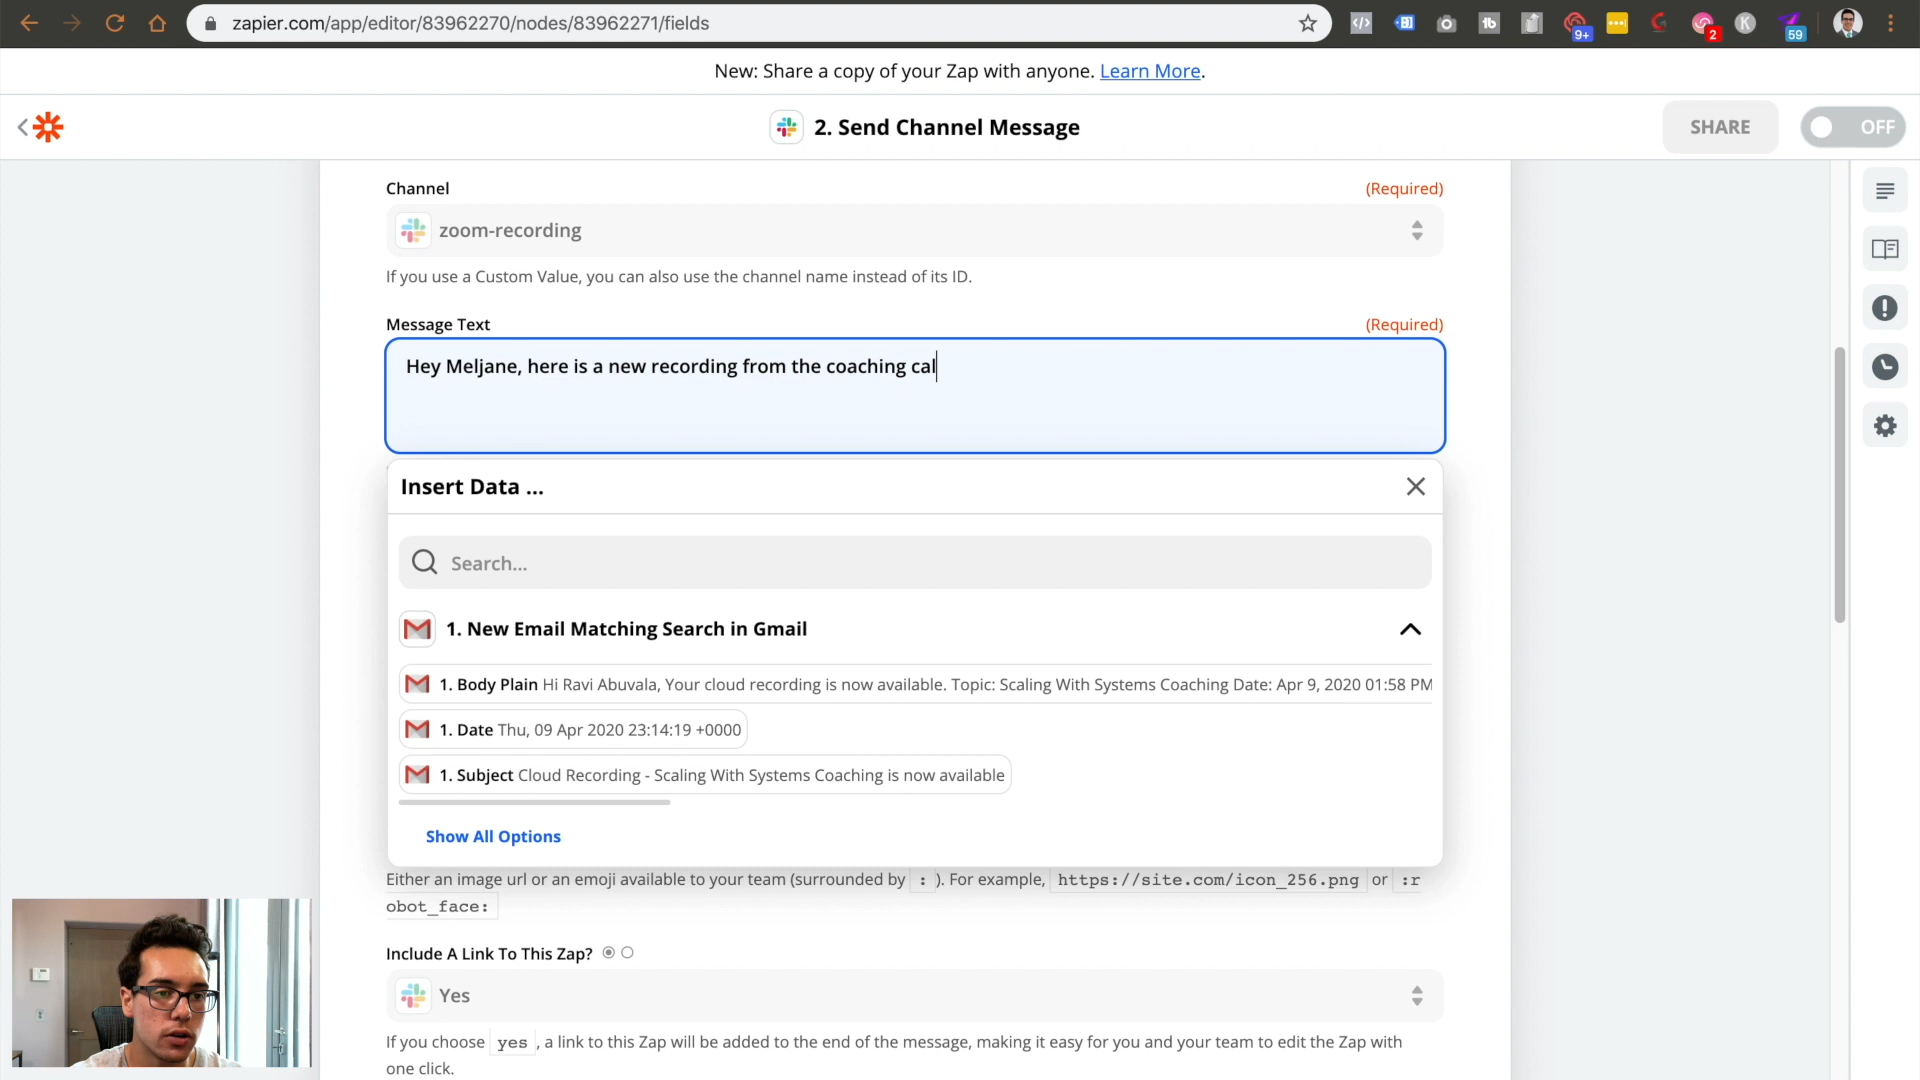 zapier.com/app/editor/83962270/nodes/83962271/fields
9+
2
K
59
New: Share a copy of your Zap with anyone. Learn More.
2. Send Channel Message
SHARE
OFF
Channel
(Required)
zoom-recording
If you use a Custom Value, you can also use the channel name instead of its ID.
Message Text
(Required)
Hey Meljane, here is a new recording from the coaching cal
Insert Data ...
Search...
1. New Email Matching Search in Gmail
1. Body Plain Hi Ravi Abuvala, Your cloud recording is now available. Topic: Scaling With Systems Coaching Date: Apr 9, 2020 01:58 PM
1. Date Thu, 09 Apr 2020 23:14:19 +0000
1. Subject Cloud Recording - Scaling With Systems Coaching is now available
Show All Options
Either an image url or an emoji available to your team (surrounded by : ). For example, https://site.com/icon_256.png or :r
obot_face:
Include A Link To This Zap?
Yes
If you choose yes , a link to this Zap will be added to the end of the message, making it easy for you and your team to edit the Zap with
one click.